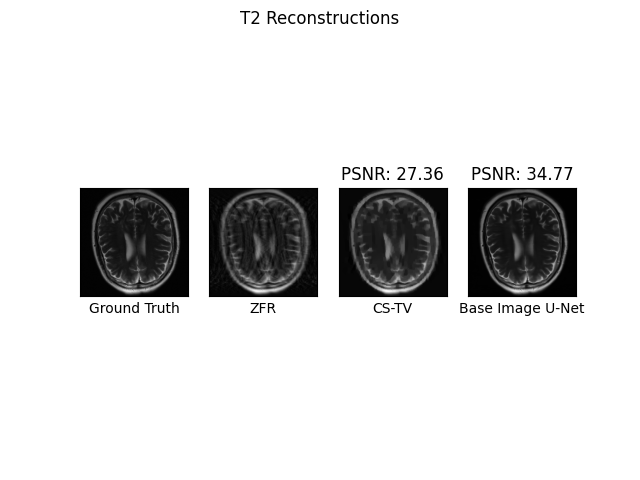 T2 Reconstructions
PSNR: 27.36
PSNR: 34.77
Ground Truth
ZFR
CS-TV
Base Image U-Net